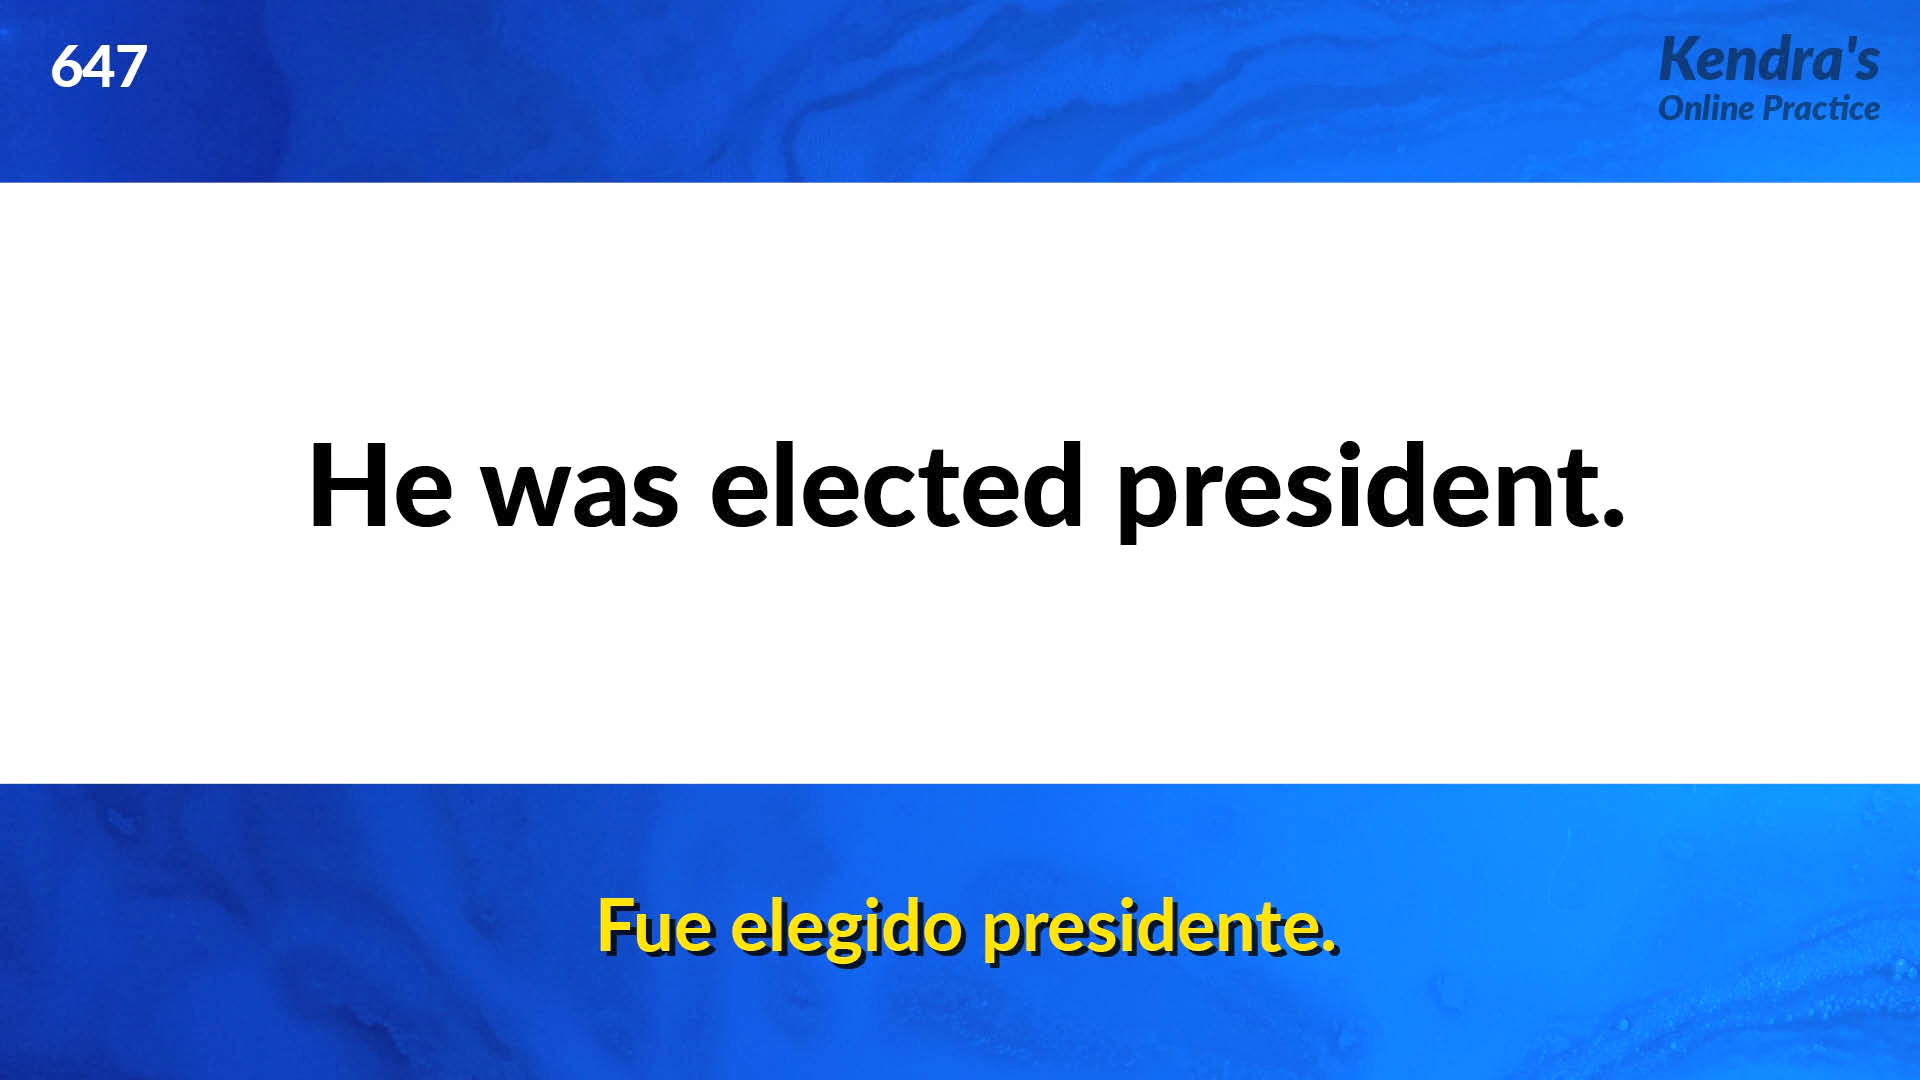 647
Kendra's
Online Practice
He was elected president.
Fue elegido presidente.